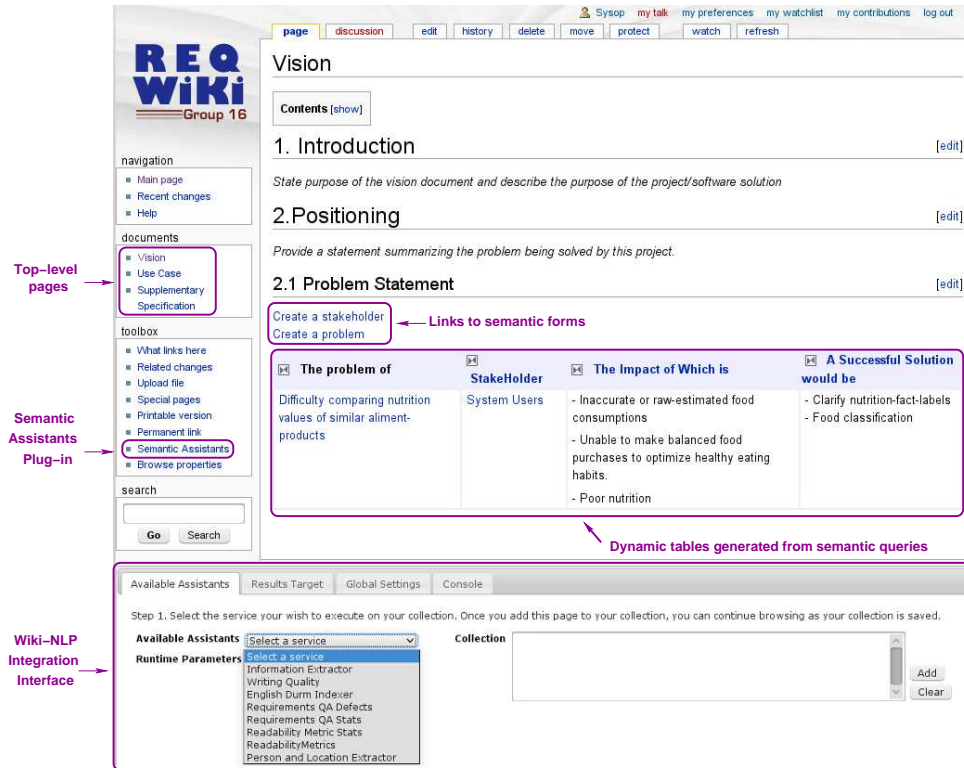 Sysop my talk my preferences my watchlist my contributions log out
page discussion edit history delete move protect watch refresh
REQ
WiKi
Group 16
Vision
Contents [show]
1. Introduction [edit]
State purpose of the vision document and describe the purpose of the project/software solution
2.Positioning [edit]
Provide a statement summarizing the problem being solved by this project.
2.1 Problem Statement [edit]
Create a stakeholder
Create a problem
Links to semantic forms
navigation
Main page
Recent changes
Help
documents
Vision
Use Case
Supplementary
Specification
Top-level
pages
toolbox
What links here
Related changes
Upload file
Special pages
Printable version
Permanent link
Semantic Assistants
Browse properties
Semantic
Assistants
Plug-in
search
Go Search
The problem of
StakeHolder
The Impact of Which is
A Successful Solution
would be
Difficulty comparing nutrition
values of similar aliment-
products
System Users
- Inaccurate or raw-estimated food
consumptions
- Unable to make balanced food
purchases to optimize healthy eating
habits.
- Poor nutrition
- Clarify nutrition-fact-labels
- Food classification
Dynamic tables generated from semantic queries
Available Assistants Results Target Global Settings Console
Step 1. Select the service your wish to execute on your collection. Once you add this page to your collection, you can continue browsing as your collection is saved.
Wiki-NLP
Integration
Interface
Available Assistants Select a service
Runtime Parameters
Select a service
Information Extractor
Writing Quality
English Durm Indexer
Requirements QA Defects
Requirements QA Stats
Readability Metric Stats
ReadabilityMetrics
Person and Location Extractor
Collection
Add
Clear